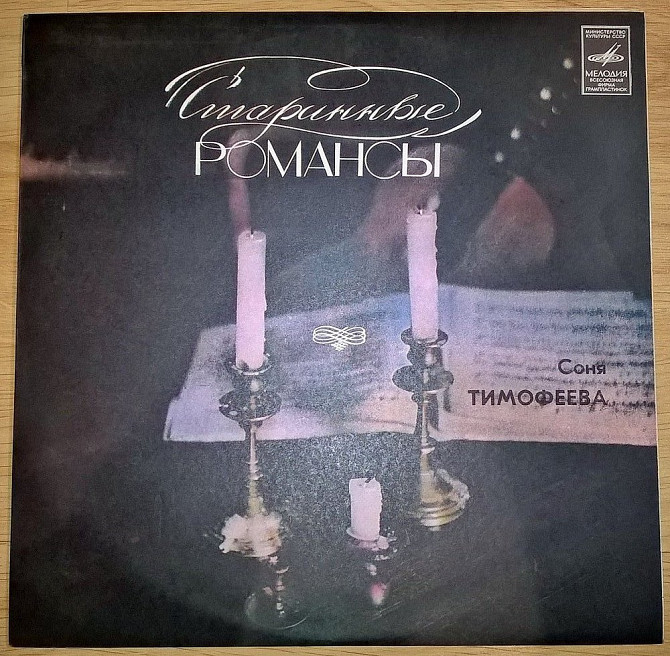 Старинные
РОМАНСЫ
МИНИСТЕРСТВО
КУЛЬТУРЫ СССР
МЕЛОДИЯ
ВСЕСОЮЗНАЯ
ФИРМА
ГРАМПЛАСТИНОК
Соня
ТИМОФЕЕВА